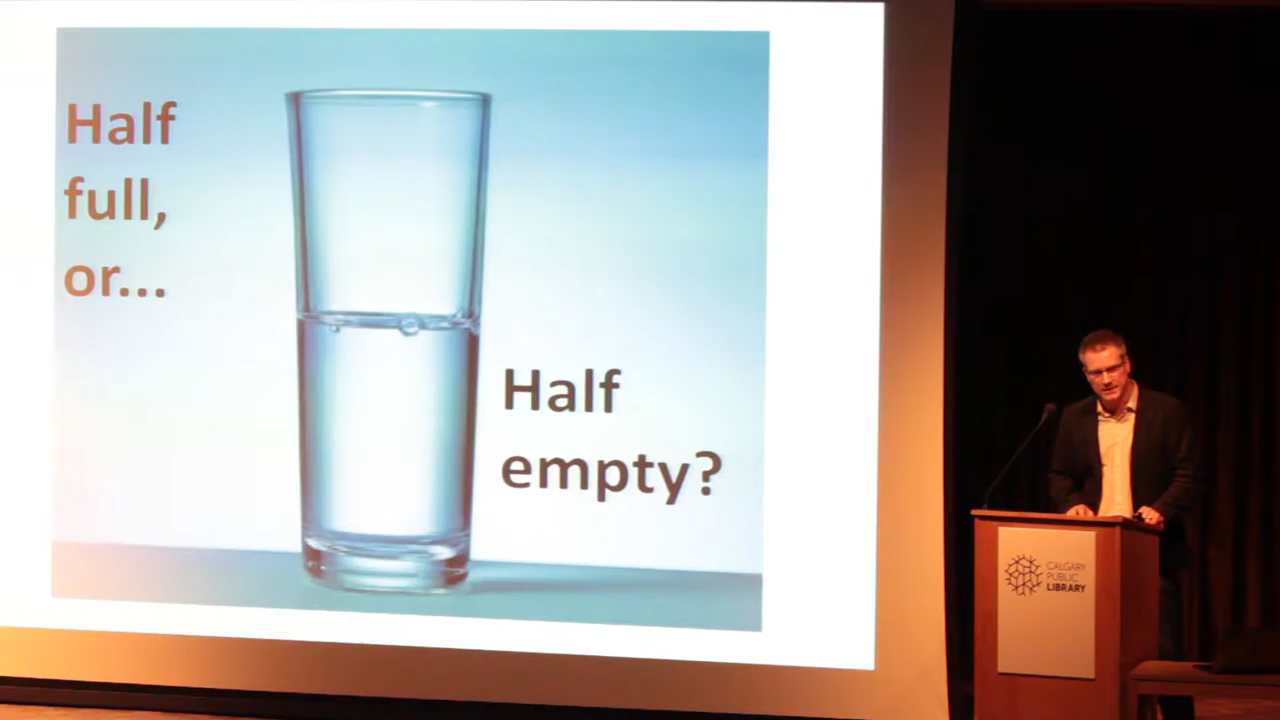 Half
full,
or...
Half
empty?
CALGARY
PUBLIC
LIBRARY